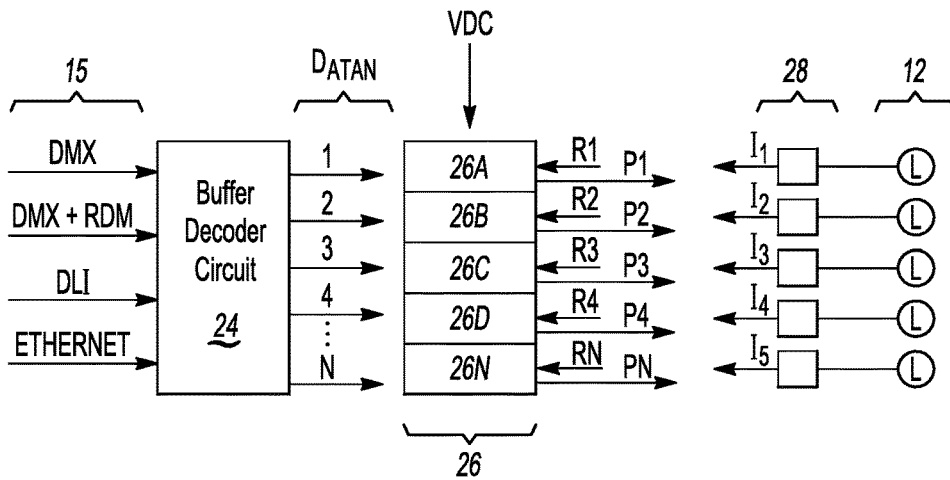 VDC
15
D_ATAN
28
12
DMX
DMX + RDM
DLI
ETHERNET
Buffer
Decoder
Circuit
24
1
2
3
4
N
26A
26B
26C
26D
26N
R1
P1
R2
P2
R3
P3
R4
P4
RN
PN
I1
I2
I3
I4
I5
L
L
L
L
L
26